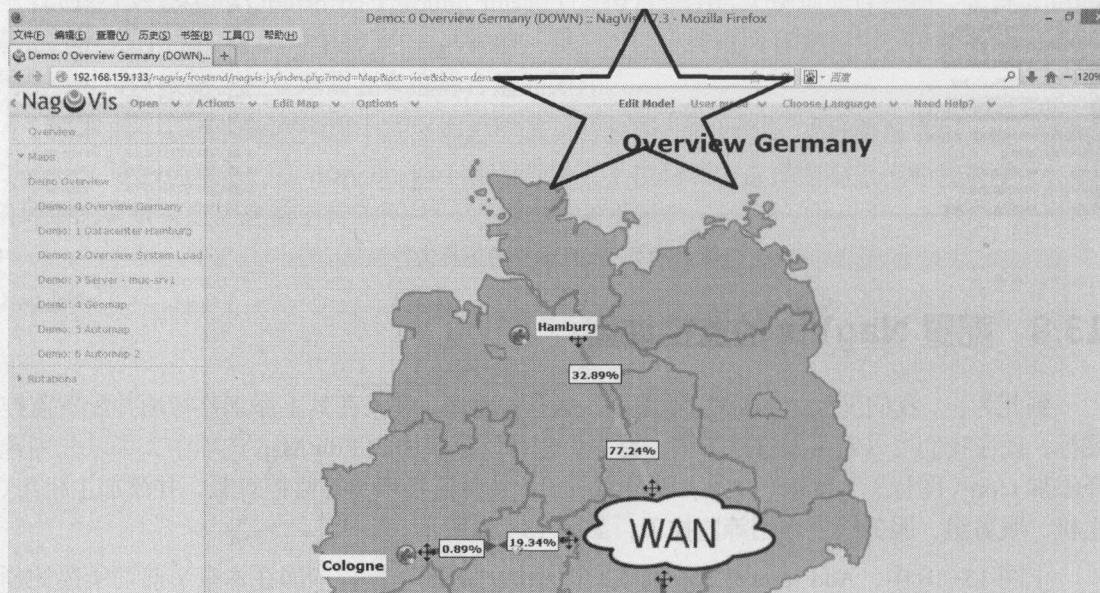 Demo: 0 Overview Germany (DOWN) :: NagVis 1.7.3 - Mozilla Firefox
文件(F) 编辑(E) 查看(V) 历史(S) 书签(B) 工具(T) 帮助(H)
Demo: 0 Overview Germany (DOWN)... +
192.168.159.133/nagvis/frontend/nagvis-js/index.php?mod=Map&act=view&show=dem
百度
120%
NagVis Open Actions Edit Map Options Edit Mode! User menu Choose Language Need Help?
Overview
Maps
Demo Overview
Demo: 0 Overview Germany
Demo: 1 Datacenter Hamburg
Demo: 2 Overview System Load
Demo: 3 Server - muc-srv1
Demo: 4 Geomap
Demo: 5 Automap
Demo: 6 Automap 2
Rotations
Overview Germany
Hamburg
32.89%
77.24%
WAN
19.34%
0.89%
Cologne